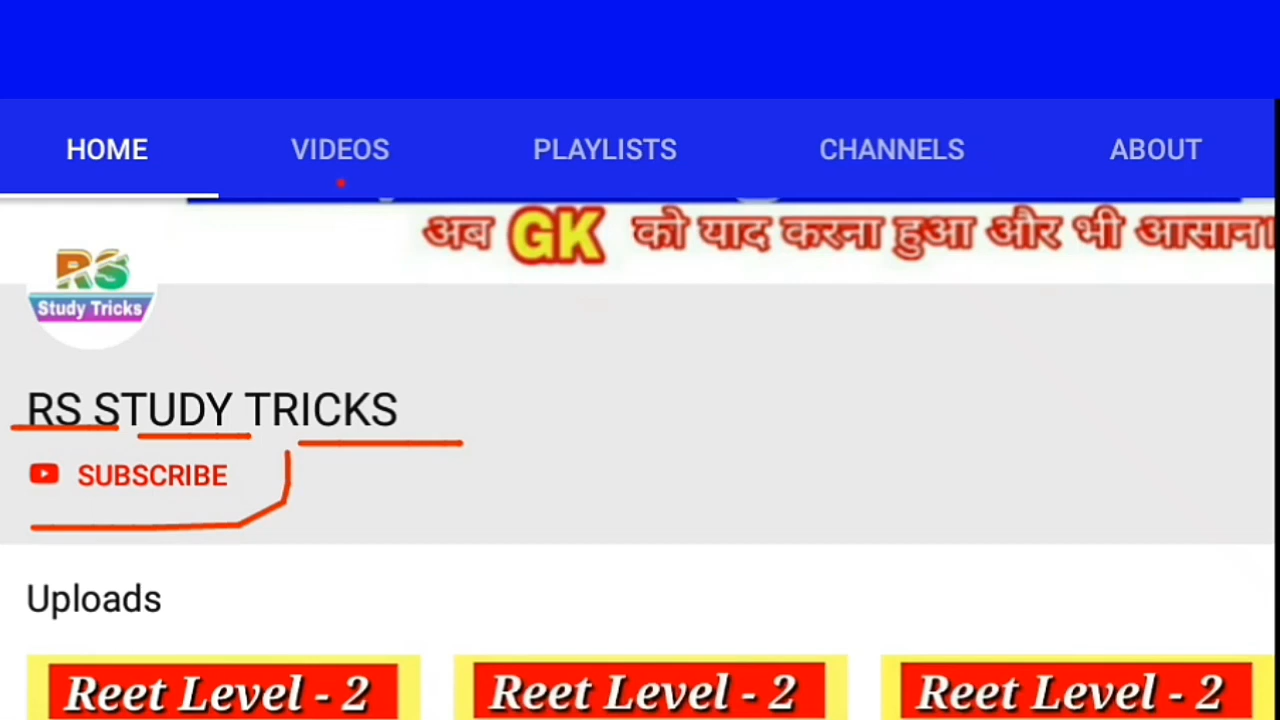 HOME VIDEOS PLAYLISTS CHANNELS ABOUT
अब GK को याद करना हुआ और भी आसान।
RS
Study Tricks
RS STUDY TRICKS
SUBSCRIBE
Uploads
Reet Level - 2 Reet Level - 2 Reet Level - 2